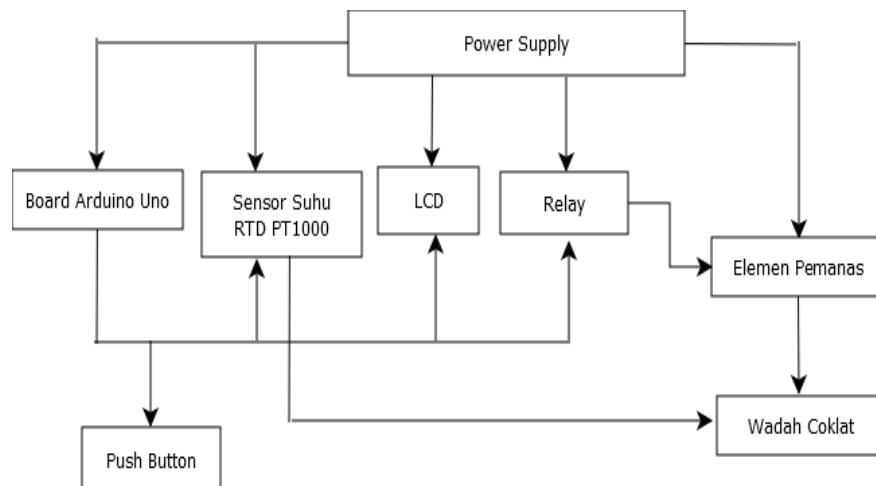 Power Supply
Board Arduino Uno
Sensor Suhu
RTD PT1000
LCD
Relay
Elemen Pemanas
Wadah Coklat
Push Button